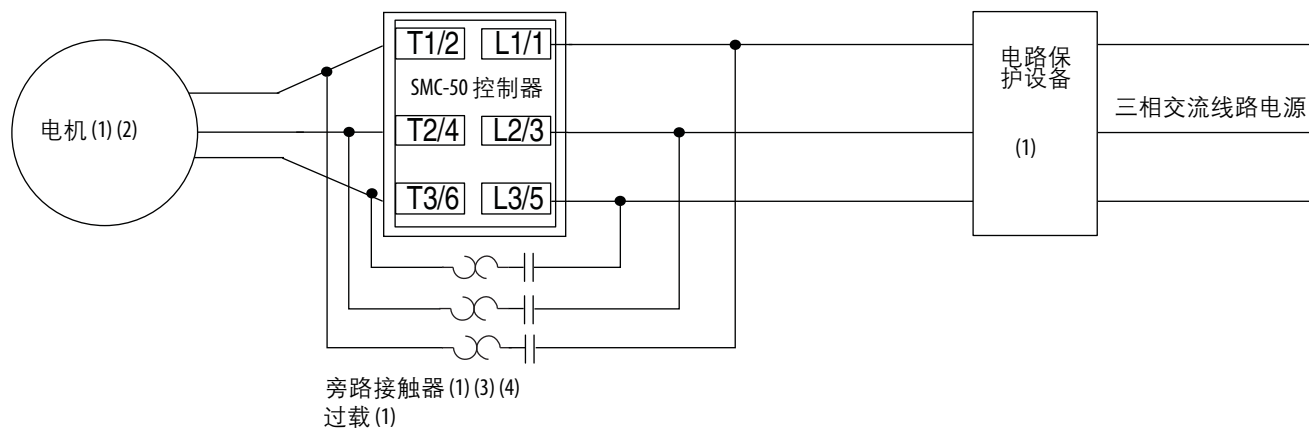 电机 (1) (2)
T1/2 L1/1
SMC-50 控制器
T2/4 L2/3
T3/6 L3/5
电路保
护设备
(1)
三相交流线路电源
旁路接触器 (1) (3) (4)
过载 (1)